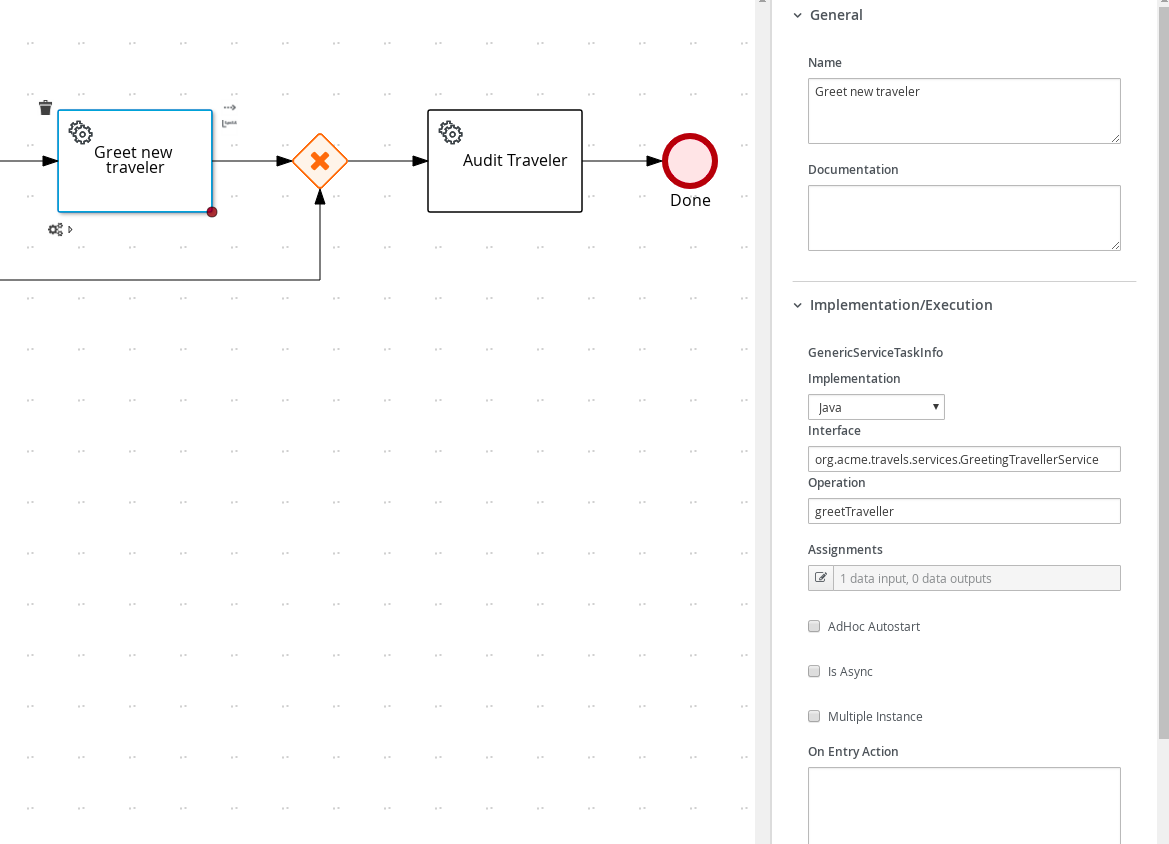 Greet new
traveler
Audit Traveler
Done
General
Name
Greet new traveler
Documentation
Implementation/Execution
GenericServiceTaskInfo
Implementation
Java
Interface
org.acme.travels.services.GreetingTravellerService
Operation
greetTraveller
Assignments
1 data input, 0 data outputs
AdHoc Autostart
Is Async
Multiple Instance
On Entry Action